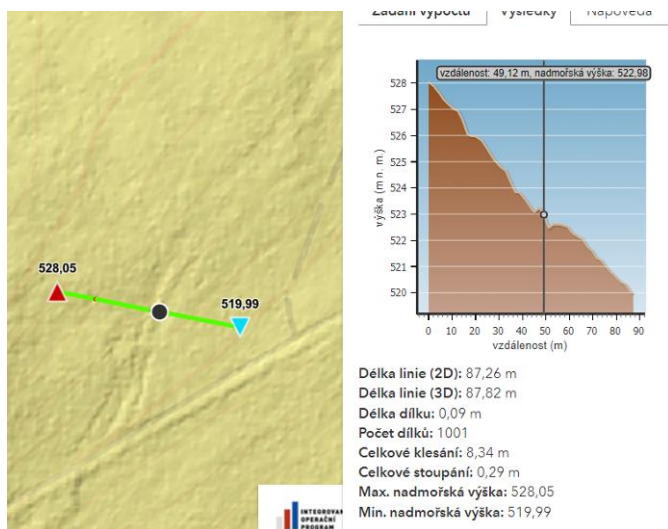 Zadání výpočtu Výsledky Nápověda
528,05
519,99
INTEGROVAN
OPERAČNÍ
PROGRAM
vzdálenost: 49,12 m, nadmořská výška: 522,98
528
527
526
525
524
523
522
521
520
výška (m n. m.)
0 10 20 30 40 50 60 70 80 90
vzdálenost (m)
Délka linie (2D): 87,26 m
Délka linie (3D): 87,82 m
Délka dílku: 0,09 m
Počet dílků: 1001
Celkové klesání: 8,34 m
Celkové stoupání: 0,29 m
Max. nadmořská výška: 528,05
Min. nadmořská výška: 519,99